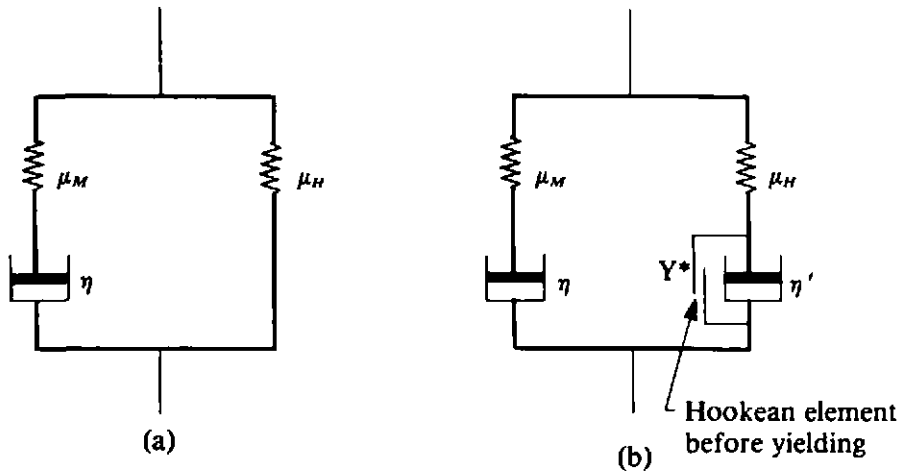 μM
μH
η
(a)
μM
μH
Y*
η
η'
Hookean element
before yielding
(b)